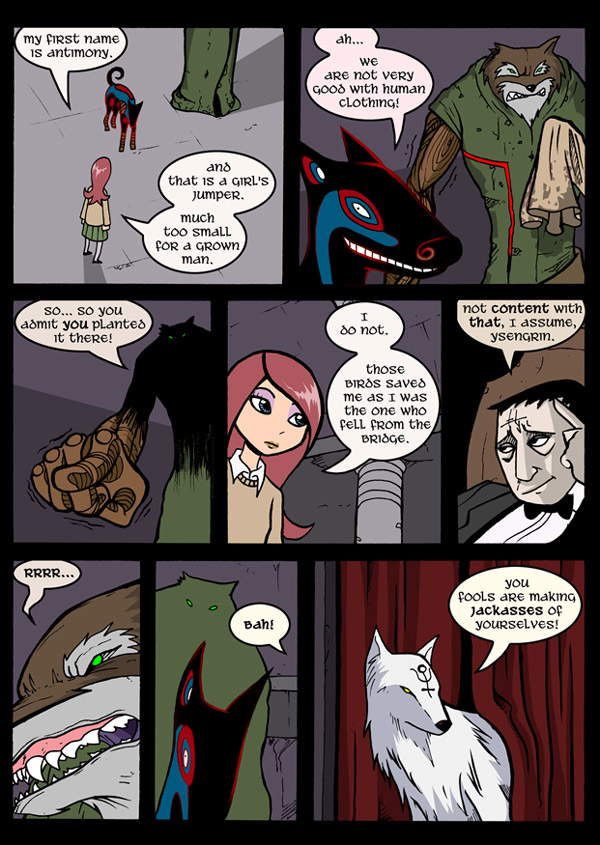 my first name
is antimony.
and
that is a girl's
jumper.
much
too small
for a grown
man.
ah...
we
are not very
good with human
clothing!
so... so you
admit you planted
it there!
I
do not.
those
birds saved
me as I was
the one who
fell from the
bridge.
not content with
that, I assume,
ysengrin.
RRRR...
Bah!
you
fools are making
jackasses of
yourselves!